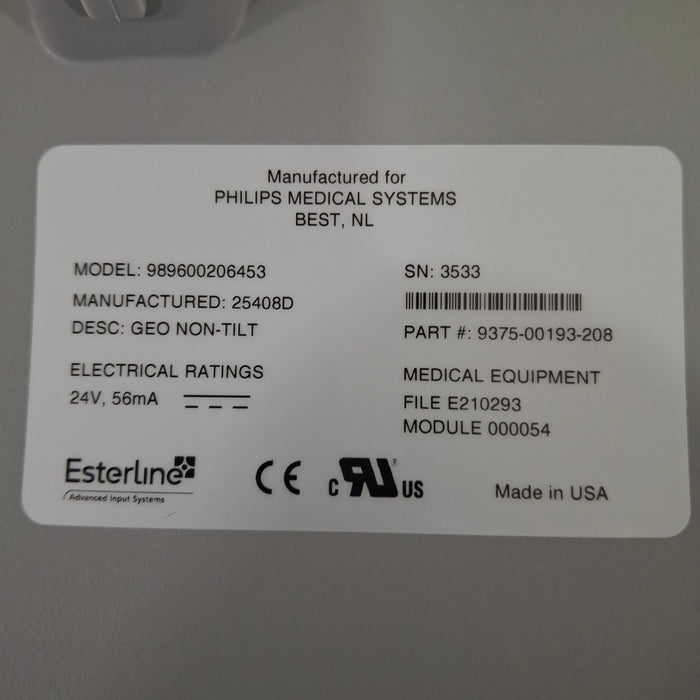 Manufactured for
PHILIPS MEDICAL SYSTEMS
BEST, NL
MODEL: 989600206453
MANUFACTURED: 25408D
DESC: GEO NON-TILT
ELECTRICAL RATINGS
24V, 56mA
SN: 3533
PART #: 9375-00193-208
MEDICAL EQUIPMENT
FILE E210293
MODULE 000054
Esterline
Advanced Input Systems
CE
c RU® US
Made in USA